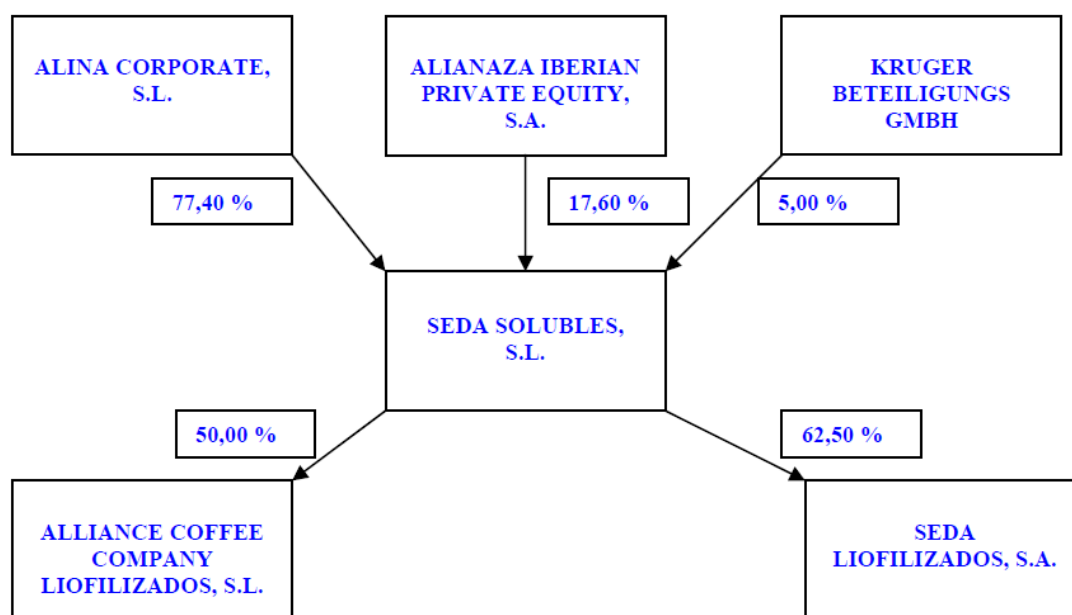 ALINA CORPORATE,
S.L.
ALIANAZA IBERIAN
PRIVATE EQUITY,
S.A.
KRUGER
BETEILIGUNGS
GMBH
77,40 %
17,60 %
5,00 %
SEDA SOLUBLES,
S.L.
50,00 %
62,50 %
ALLIANCE COFFEE
COMPANY
LIOFILIZADOS, S.L.
SEDA
LIOFILIZADOS, S.A.